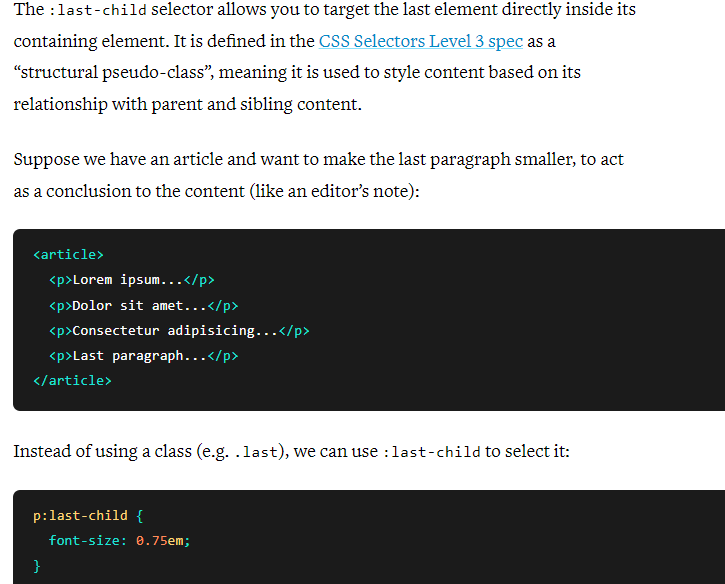 The :last-child selector allows you to target the last element directly inside its
containing element. It is defined in the CSS Selectors Level 3 spec as a
“structural pseudo-class”, meaning it is used to style content based on its
relationship with parent and sibling content.
Suppose we have an article and want to make the last paragraph smaller, to act
as a conclusion to the content (like an editor’s note):
<article>
  <p>Lorem ipsum...</p>
  <p>Dolor sit amet...</p>
  <p>Consectetur adipisicing...</p>
  <p>Last paragraph...</p>
</article>
Instead of using a class (e.g. .last), we can use :last-child to select it:
p:last-child {
  font-size: 0.75em;
}